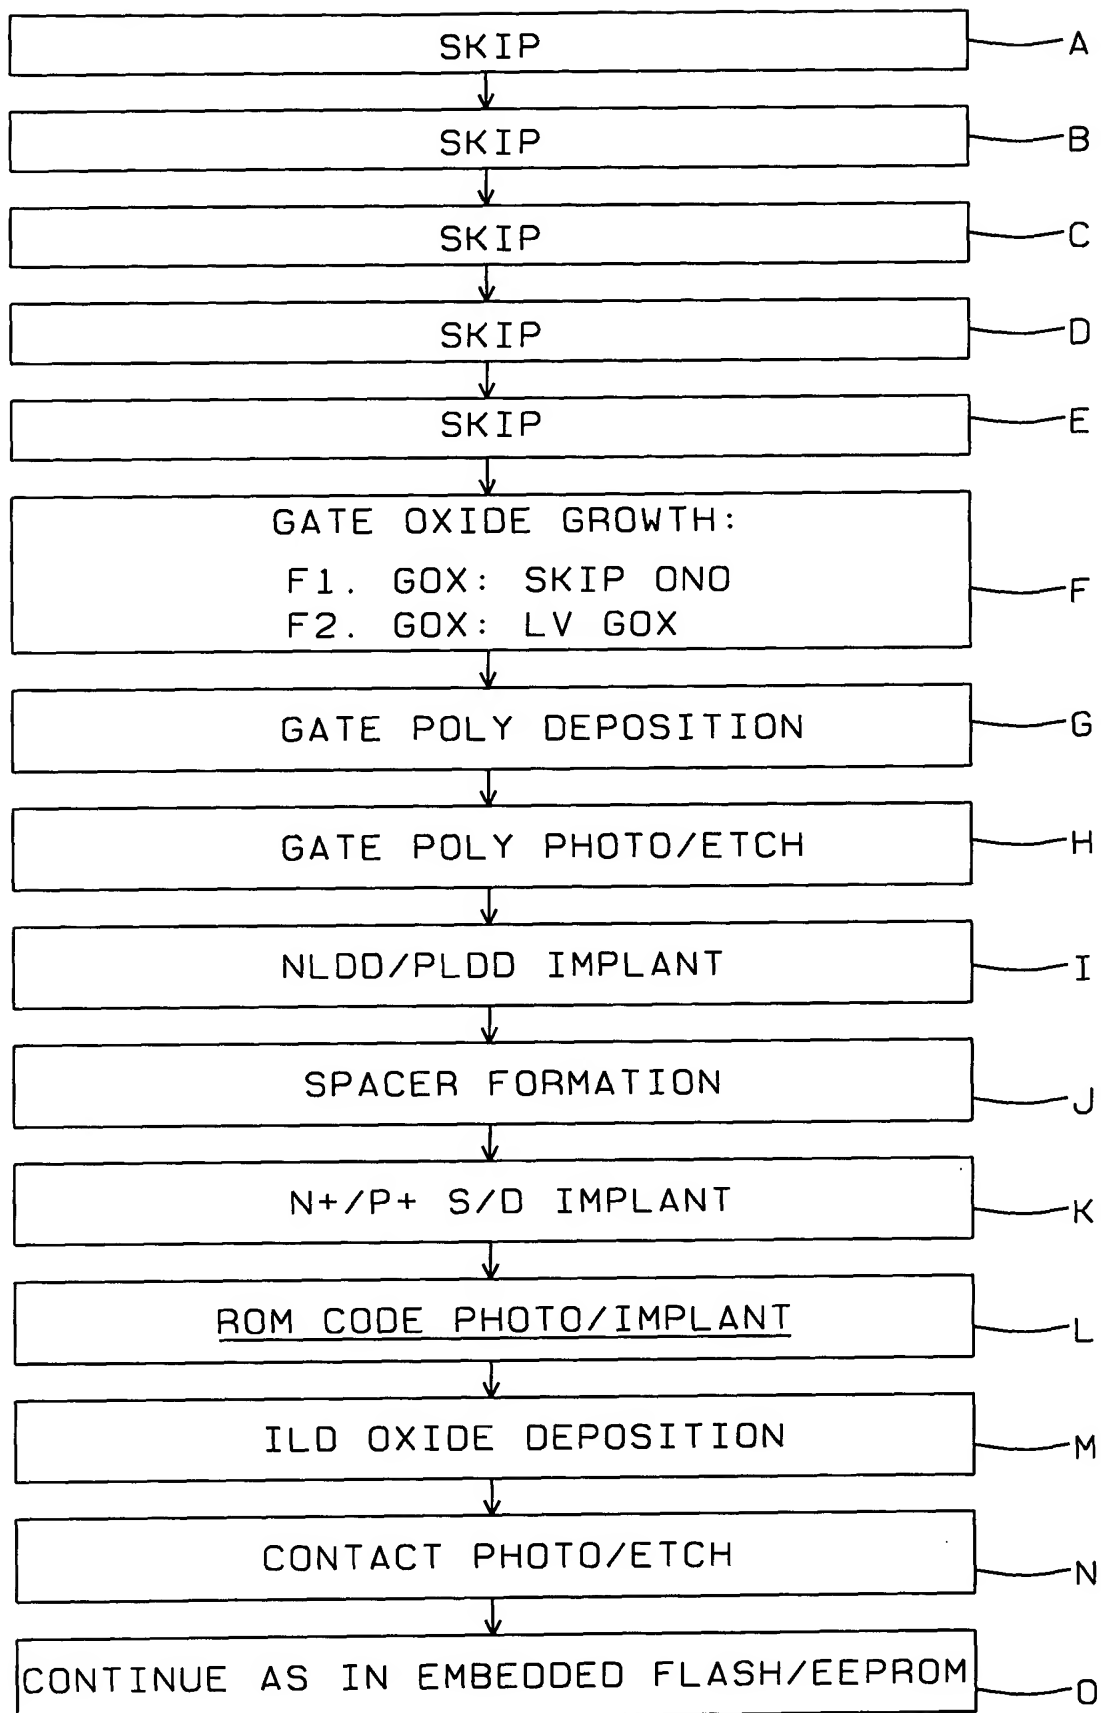 SKIP A
SKIP B
SKIP C
SKIP D
SKIP E
GATE OXIDE GROWTH:
F1. GOX: SKIP ONO F
F2. GOX: LV GOX
GATE POLY DEPOSITION G
GATE POLY PHOTO/ETCH H
NLDD/PLDD IMPLANT I
SPACER FORMATION J
N+/P+ S/D IMPLANT K
ROM CODE PHOTO/IMPLANT L
ILD OXIDE DEPOSITION M
CONTACT PHOTO/ETCH N
CONTINUE AS IN EMBEDDED FLASH/EEPROM O